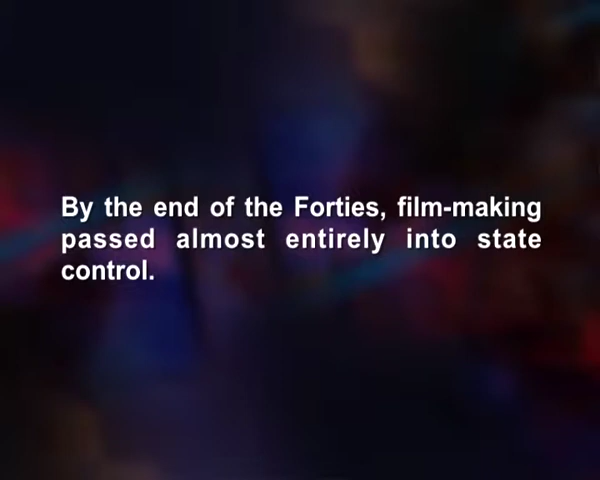 By the end of the Forties, film-making
passed almost entirely into state
control.